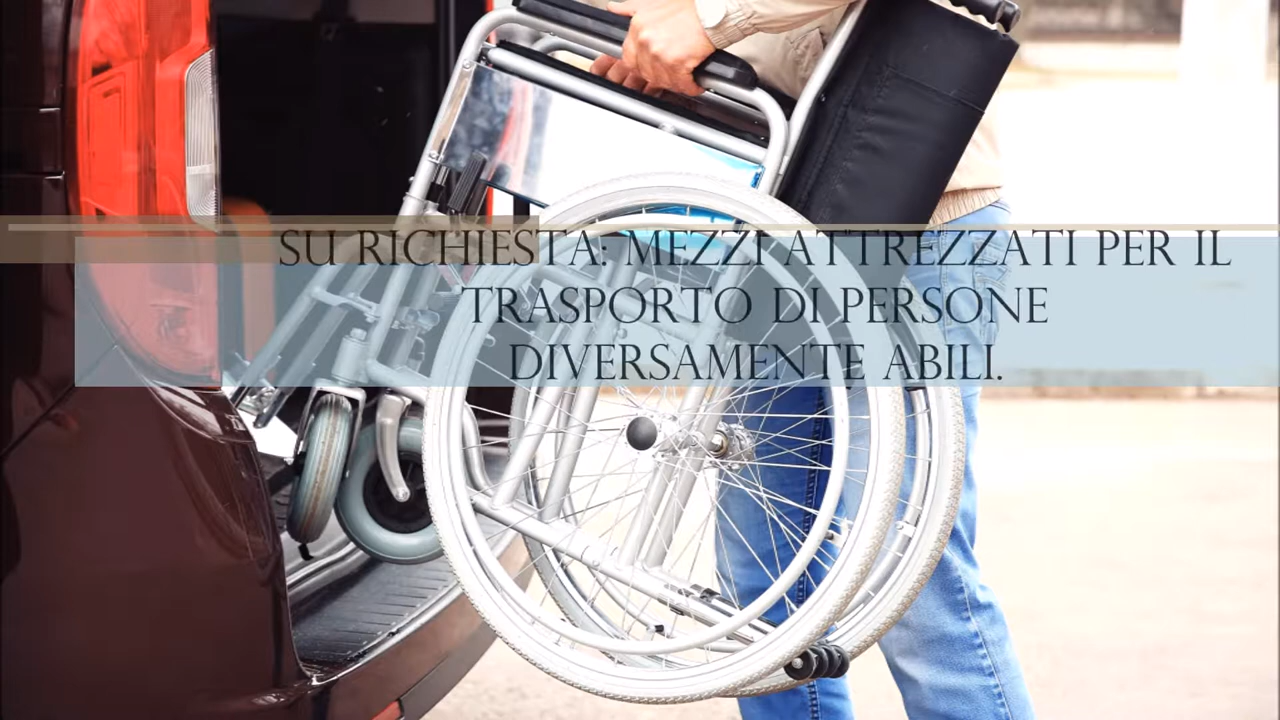 SU RICHIESTA: MEZZI ATTREZZATI PER IL
TRASPORTO DI PERSONE
DIVERSAMENTE ABILI.